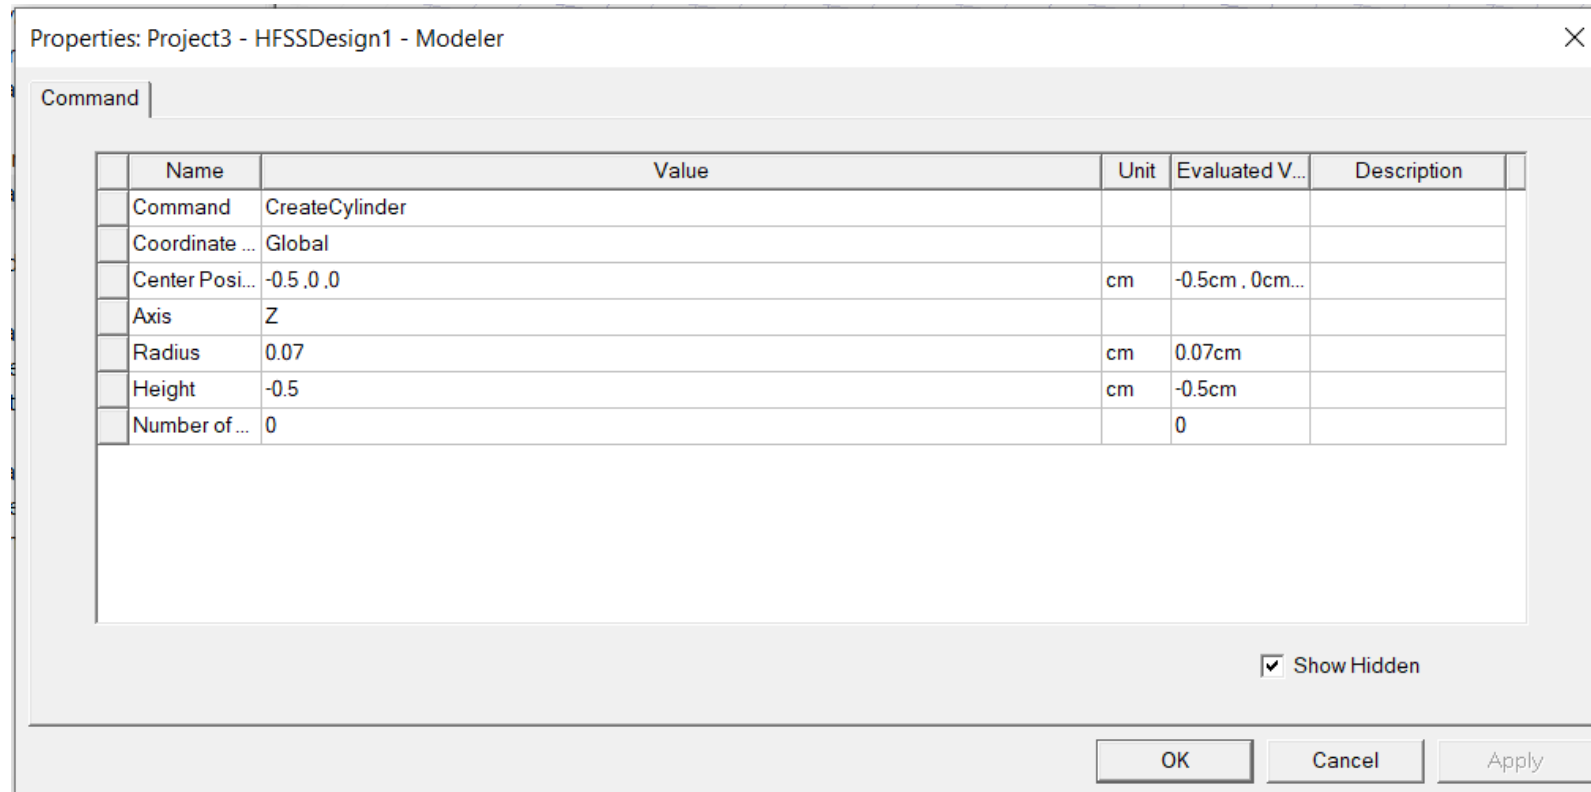 Properties: Project3 - HFSSDesign1 - Modeler
Command
Name Value Unit Evaluated V... Description
Command CreateCylinder
Coordinate ... Global
Center Posi... -0.5 ,0 ,0 cm -0.5cm , 0cm...
Axis Z
Radius 0.07 cm 0.07cm
Height -0.5 cm -0.5cm
Number of ... 0 0
Show Hidden
OK Cancel Apply